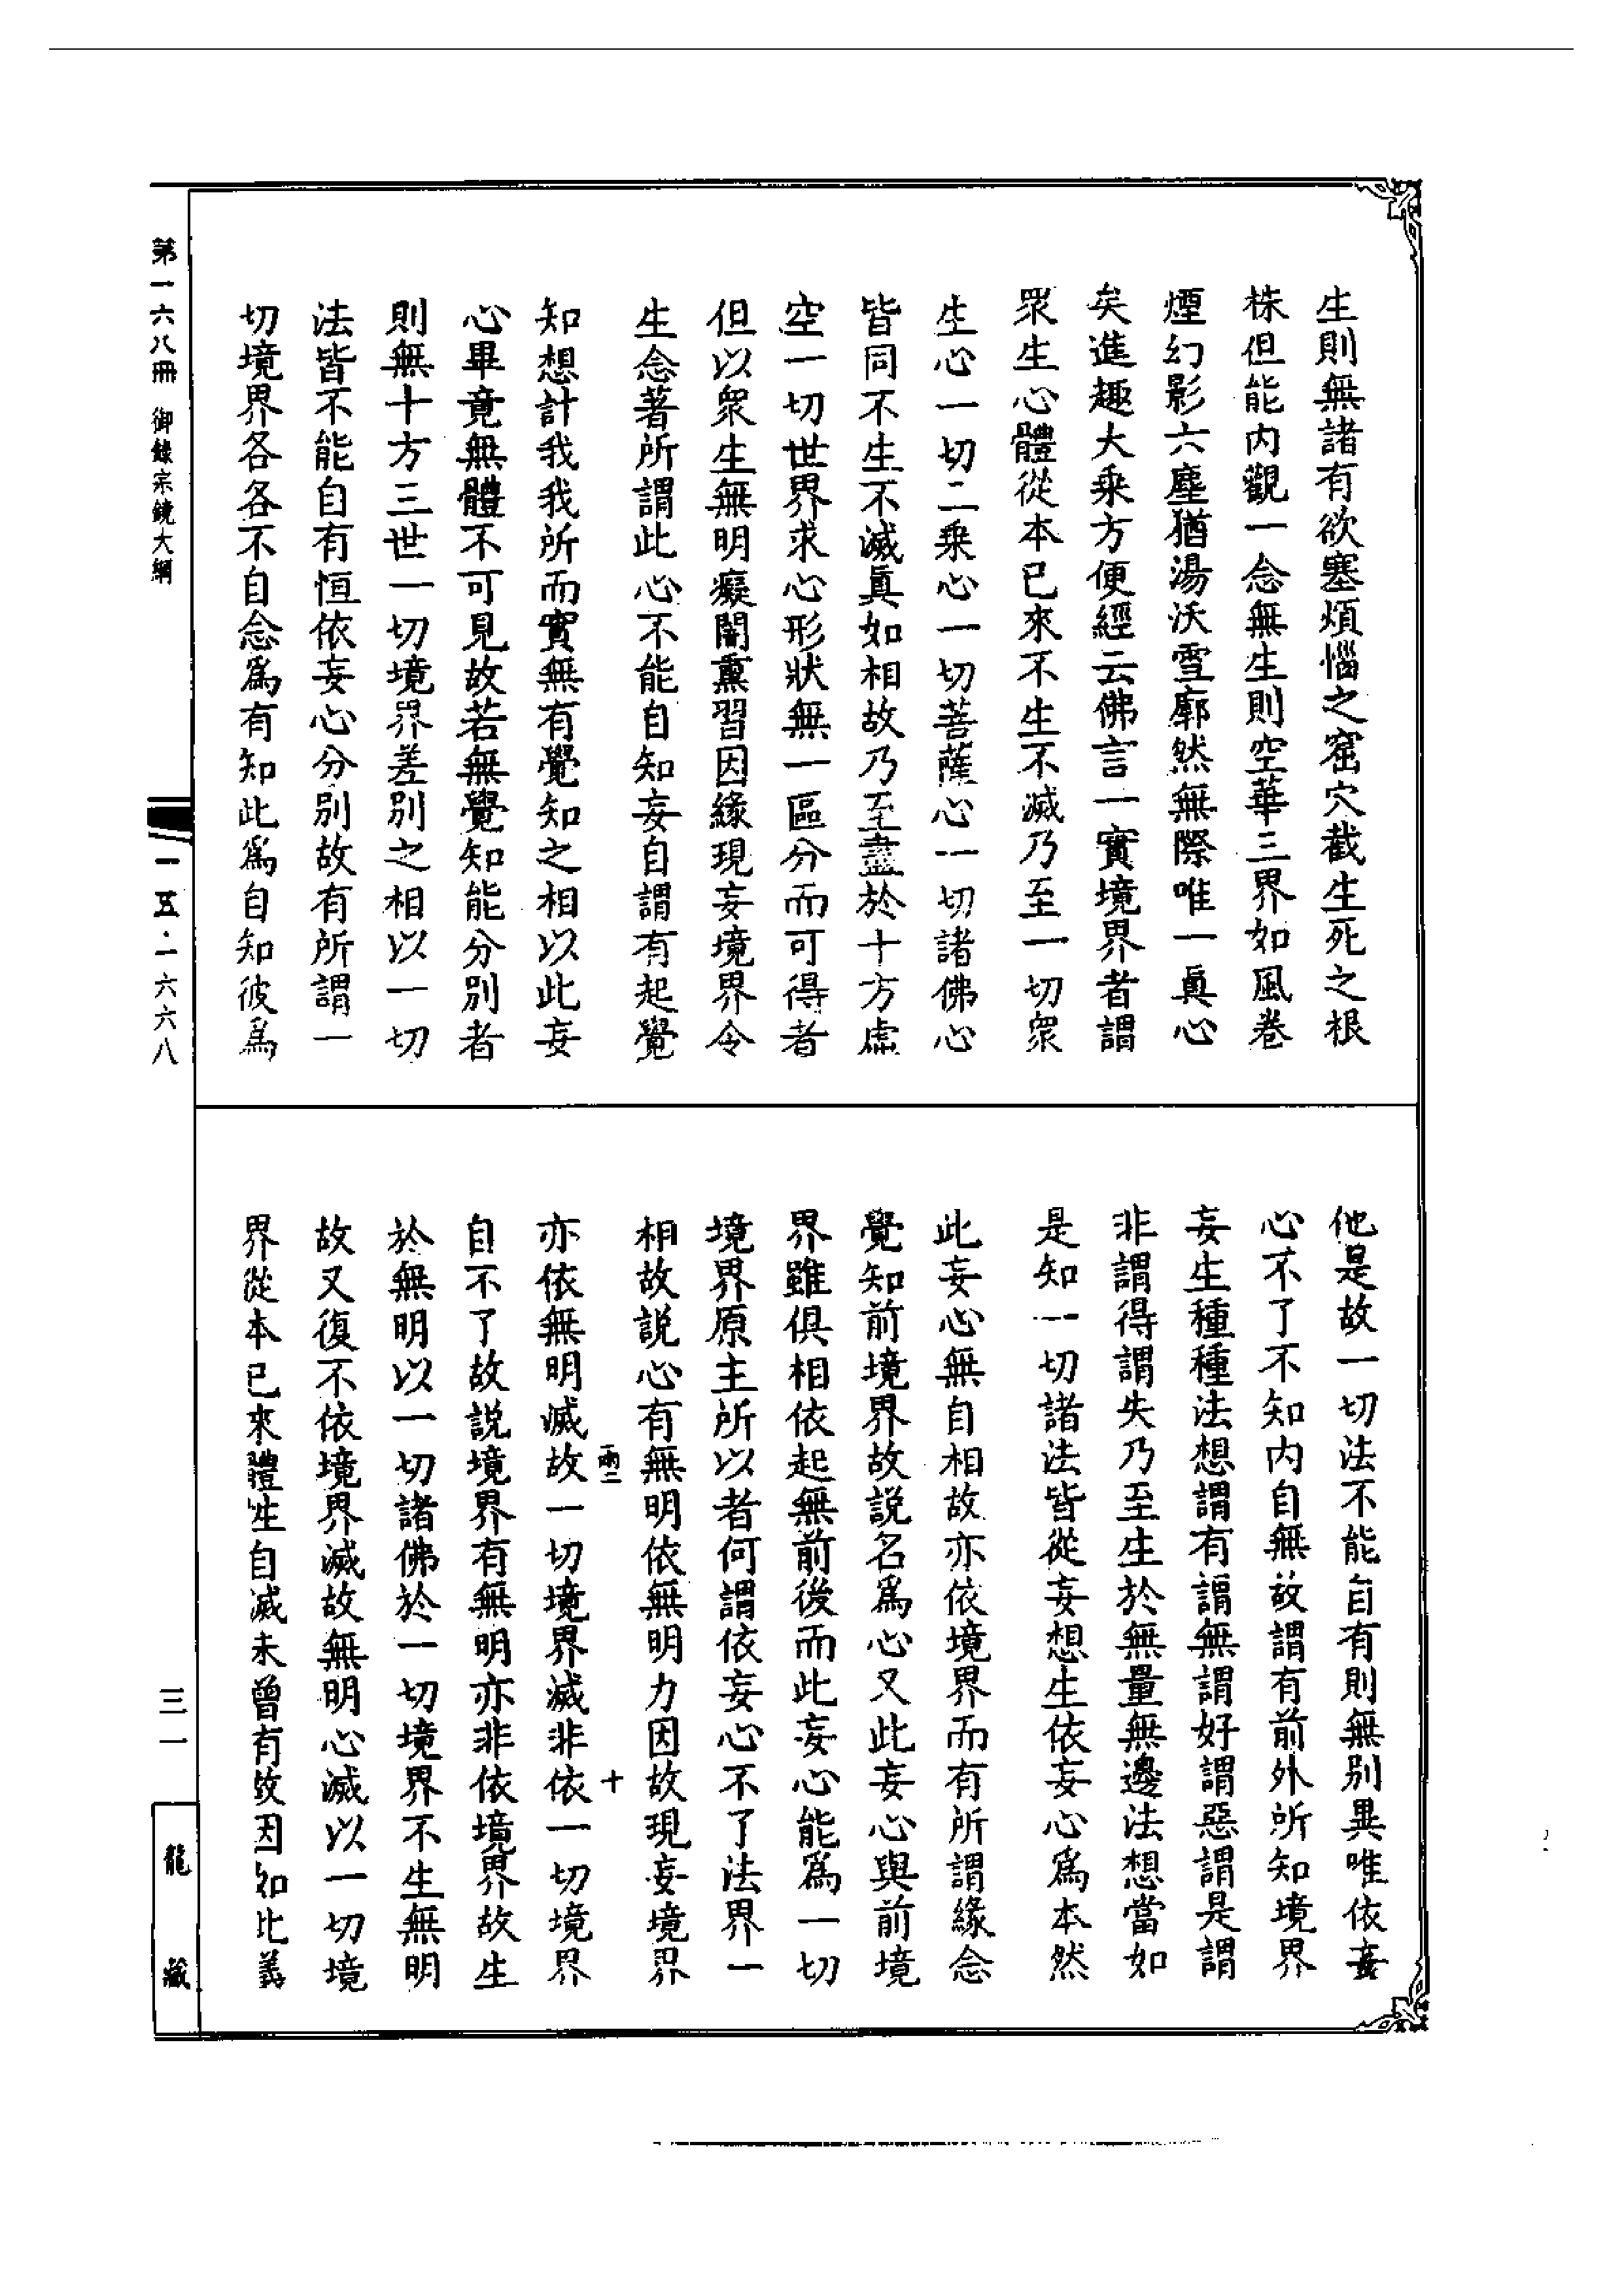 生則無諸有欲塞煩惱之窟穴截生死之根
株但能内觀一念無生則空華三界如風卷
煙幻影六塵猶湯沃雪廓然無際唯一眞心
矣進趣大乘方便經云佛言一實境界者謂
眾生心體從本已來不生不滅乃至一切眾
生心一切二乘心一切菩薩心一切諸佛心
皆同不生不滅眞如相故乃至盡於十方虛
空一切世界求心形狀無一區分而可得者
但以眾生無明癡闇熏習因緣現妄境界令
生念著所謂此心不能自知妄自謂有起覺
知想計我我所而實無有覺知之相以此妄
心畢竟無體不可見故若無覺知能分別者
則無十方三世一切境界差別之相以一切
法皆不能自有恒依妄心分別故有所謂一
切境界各各不自念爲有知此爲自知彼爲
他是故一切法不能自有則無別異唯依妄
心不了不知内自無故謂有前外所知境界
妄生種種法想謂有謂無謂好謂惡謂是謂
非謂得謂失乃至生於無量無邊法想當如
是知一切諸法皆從妄想生依妄心爲本然
此妄心無自相故亦依境界而有所謂緣念
覺知前境界故説名爲心又此妄心與前境
界雖俱相依起無前後而此妄心能爲一切
境界原主所以者何謂依妄心不了法界一
相故説心有無明依無明力因故現妄境界
亦依無明滅故一切境界滅非依一切境界
自不了故説境界有無明亦非依境界故生
於無明以一切諸佛於一切境界不生無明
故又復不依境界滅故無明心滅以一切境
界從本已來體性自滅未曾有故因如此義
兩二
十
第一六八冊 御錄宗鏡大綱
一五·一六六八
三一
龍藏